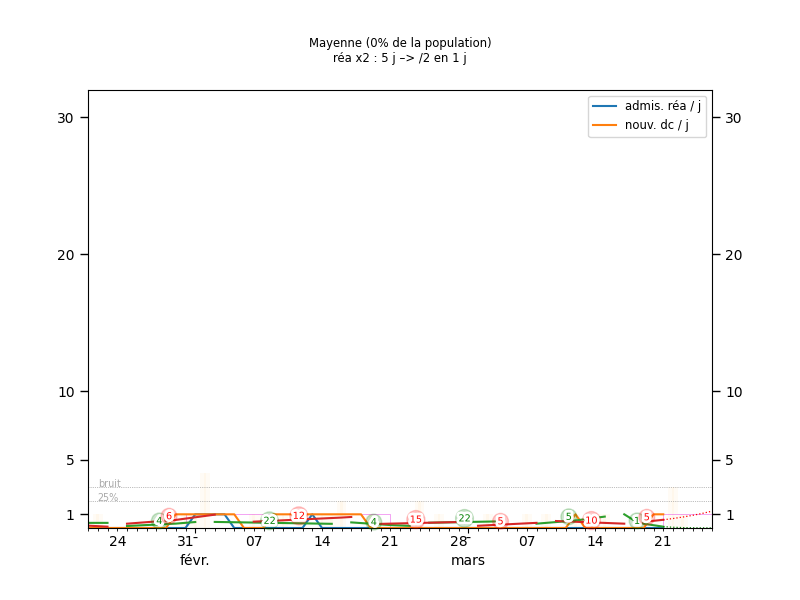 Mayenne (0% de la population)
réa x2 : 5 j –> /2 en 1 j
admis. réa / j
nouv. dc / j
30 30
20 20
10 10
5 5
bruit
25%
1 1
4 6 22 12 4 15 22 5 5 10 1 5
24 31 07 14 21 28 07 14 21
févr. mars